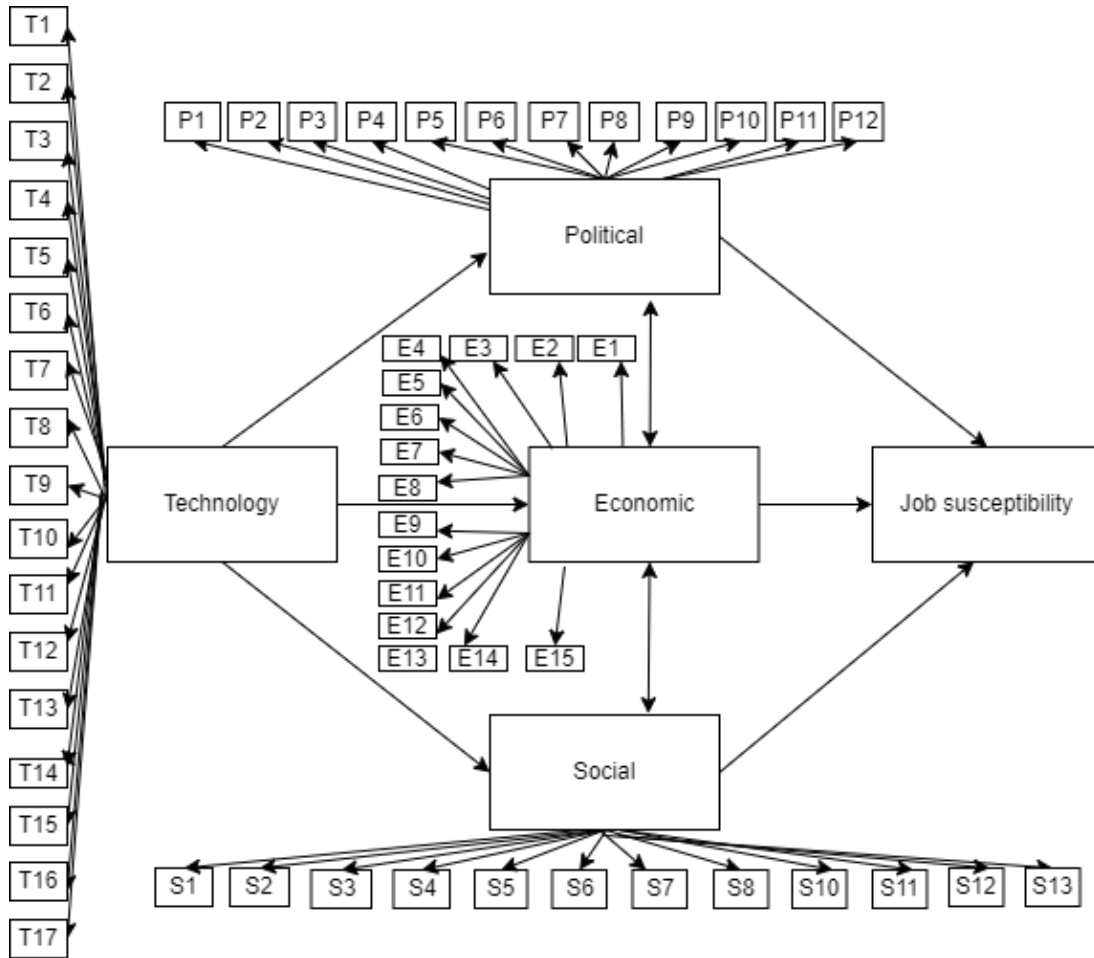 T1
T2
T3
T4
T5
T6
T7
T8
T9
T10
T11
T12
T13
T14
T15
T16
T17
P1 P2 P3 P4 P5 P6 P7 P8 P9 P10 P11 P12
Political
E4 E3 E2 E1
E5
E6
E7
E8
Technology Economic Job susceptibility
E9
E10
E11
E12
E13 E14 E15
Social
S1 S2 S3 S4 S5 S6 S7 S8 S10 S11 S12 S13